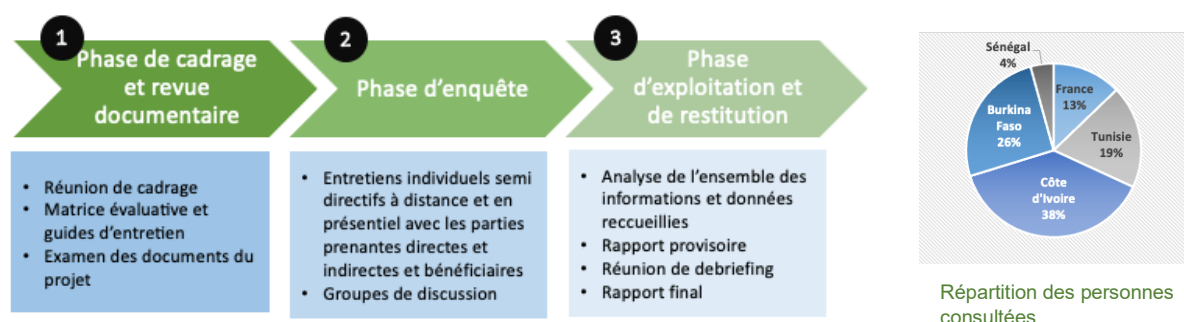 1
Phase de cadrage
et revue
documentaire
• Réunion de cadrage
• Matrice évaluative et
guides d'entretien
• Examen des documents du
projet
2
Phase d'enquête
• Entretiens individuels semi
directifs à distance et en
présentiel avec les parties
prenantes directes et
indirectes et bénéficiaires
• Groupes de discussion
3
Phase
d'exploitation et
de restitution
• Analyse de l'ensemble des
informations et données
reccueillies
• Rapport provisoire
• Réunion de debriefing
• Rapport final
Sénégal
4%
France
13%
Tunisie
19%
Côte
d'Ivoire
38%
Burkina
Faso
26%
Répartition des personnes
consultées